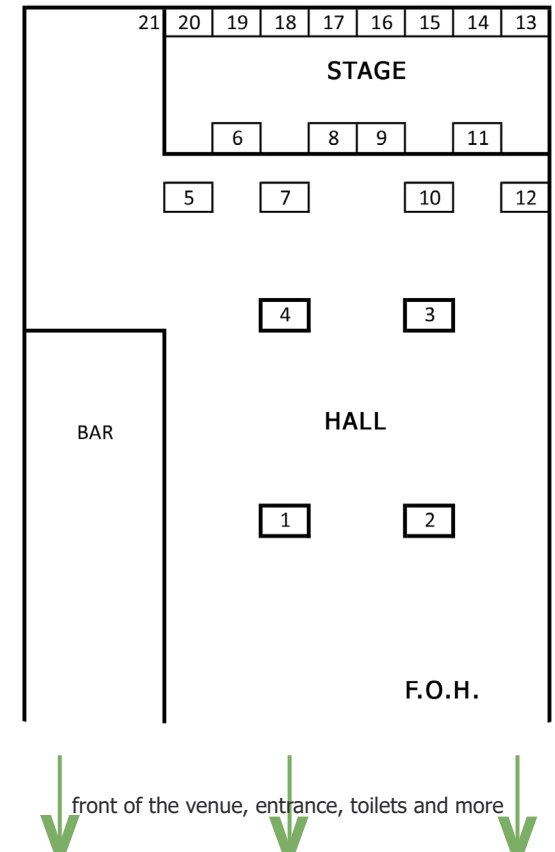 21 20 19 18 17 16 15 14 13
STAGE
6 8 9 11
5 7 10 12
4 3
HALL
BAR
1 2
F.O.H.
front of the venue, entrance, toilets and more